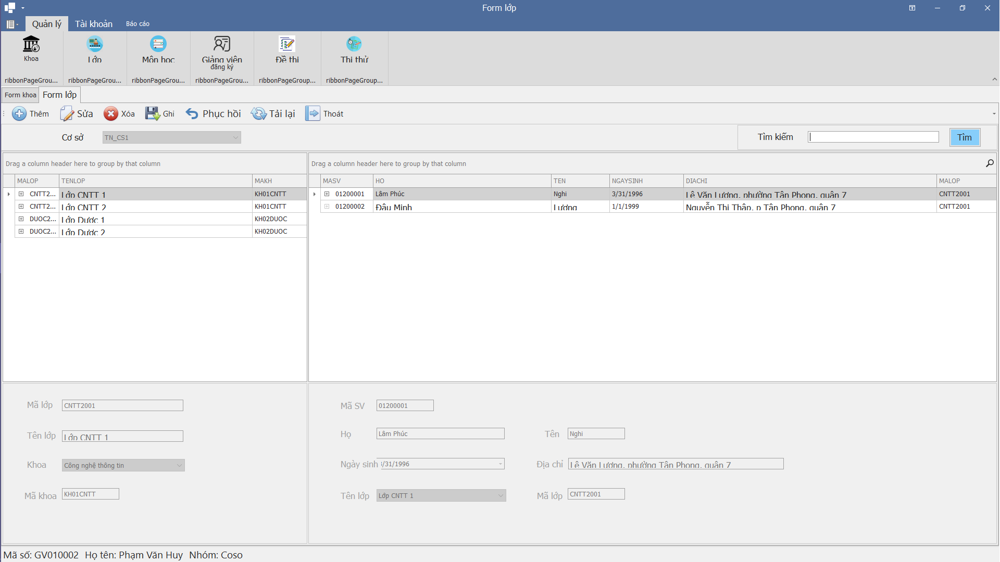 Form lớp
Quản lý Tài khoản Báo cáo
Khoa Lớp Môn học Giảng viên đăng ký Đề thi Thi thử
ribbonPageGrou... ribbonPageGrou... ribbonPageGrou... ribbonPageGrou... ribbonPageGroup... ribbonPageGroup...
Form khoa Form lớp
Thêm Sửa Xóa Ghi Phục hồi Tải lại Thoát
Cơ sở TN_CS1 Tìm kiếm Tìm
Drag a column header here to group by that column
MALOP TENLOP MAKH
CNTT2... Lớp CNTT 1 KH01CNTT
CNTT2... Lớp CNTT 2 KH01CNTT
DUOC2... Lớp Dược 1 KH02DUOC
DUOC2... Lớp Dược 2 KH02DUOC
Drag a column header here to group by that column
MASV HO TEN NGAYSINH DIACHI MALOP
01200001 Lâm Phúc Nghi 3/31/1996 Lê Văn Lương, phường Tân Phong, quận 7 CNTT2001
01200002 Đậu Minh Lương 1/1/1999 Nguyễn Thị Thập, p Tân Phong, quận 7 CNTT2001
Mã lớp CNTT2001
Tên lớp Lớp CNTT 1
Khoa Công nghệ thông tin
Mã khoa KH01CNTT
Mã SV 01200001
Họ Lâm Phúc Tên Nghi
Ngày sinh 3/31/1996 Địa chỉ Lê Văn Lương, phường Tân Phong, quận 7
Tên lớp Lớp CNTT 1 Mã lớp CNTT2001
Mã số: GV010002 Họ tên: Phạm Văn Huy Nhóm: Coso